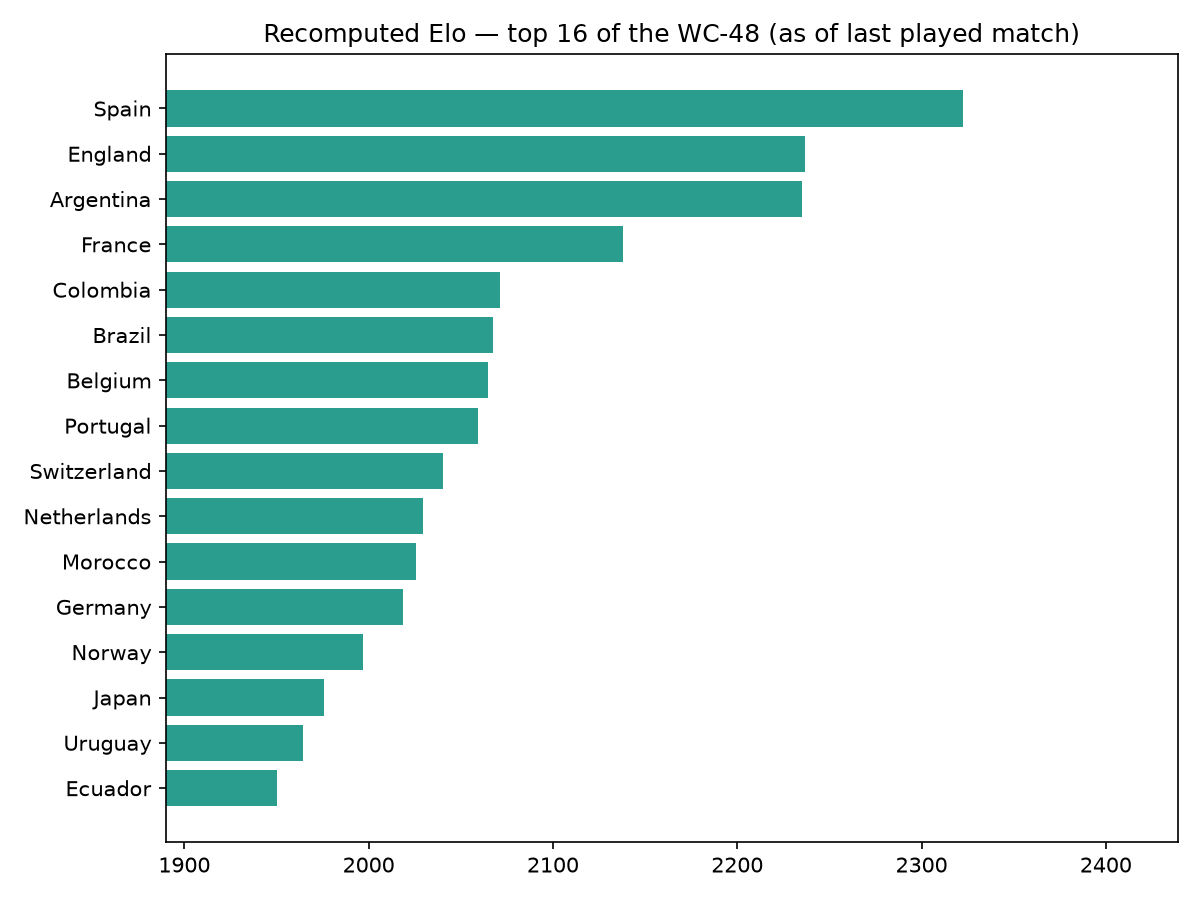 Recomputed Elo — top 16 of the WC-48 (as of last played match)
Spain
England
Argentina
France
Colombia
Brazil
Belgium
Portugal
Switzerland
Netherlands
Morocco
Germany
Norway
Japan
Uruguay
Ecuador
1900 2000 2100 2200 2300 2400